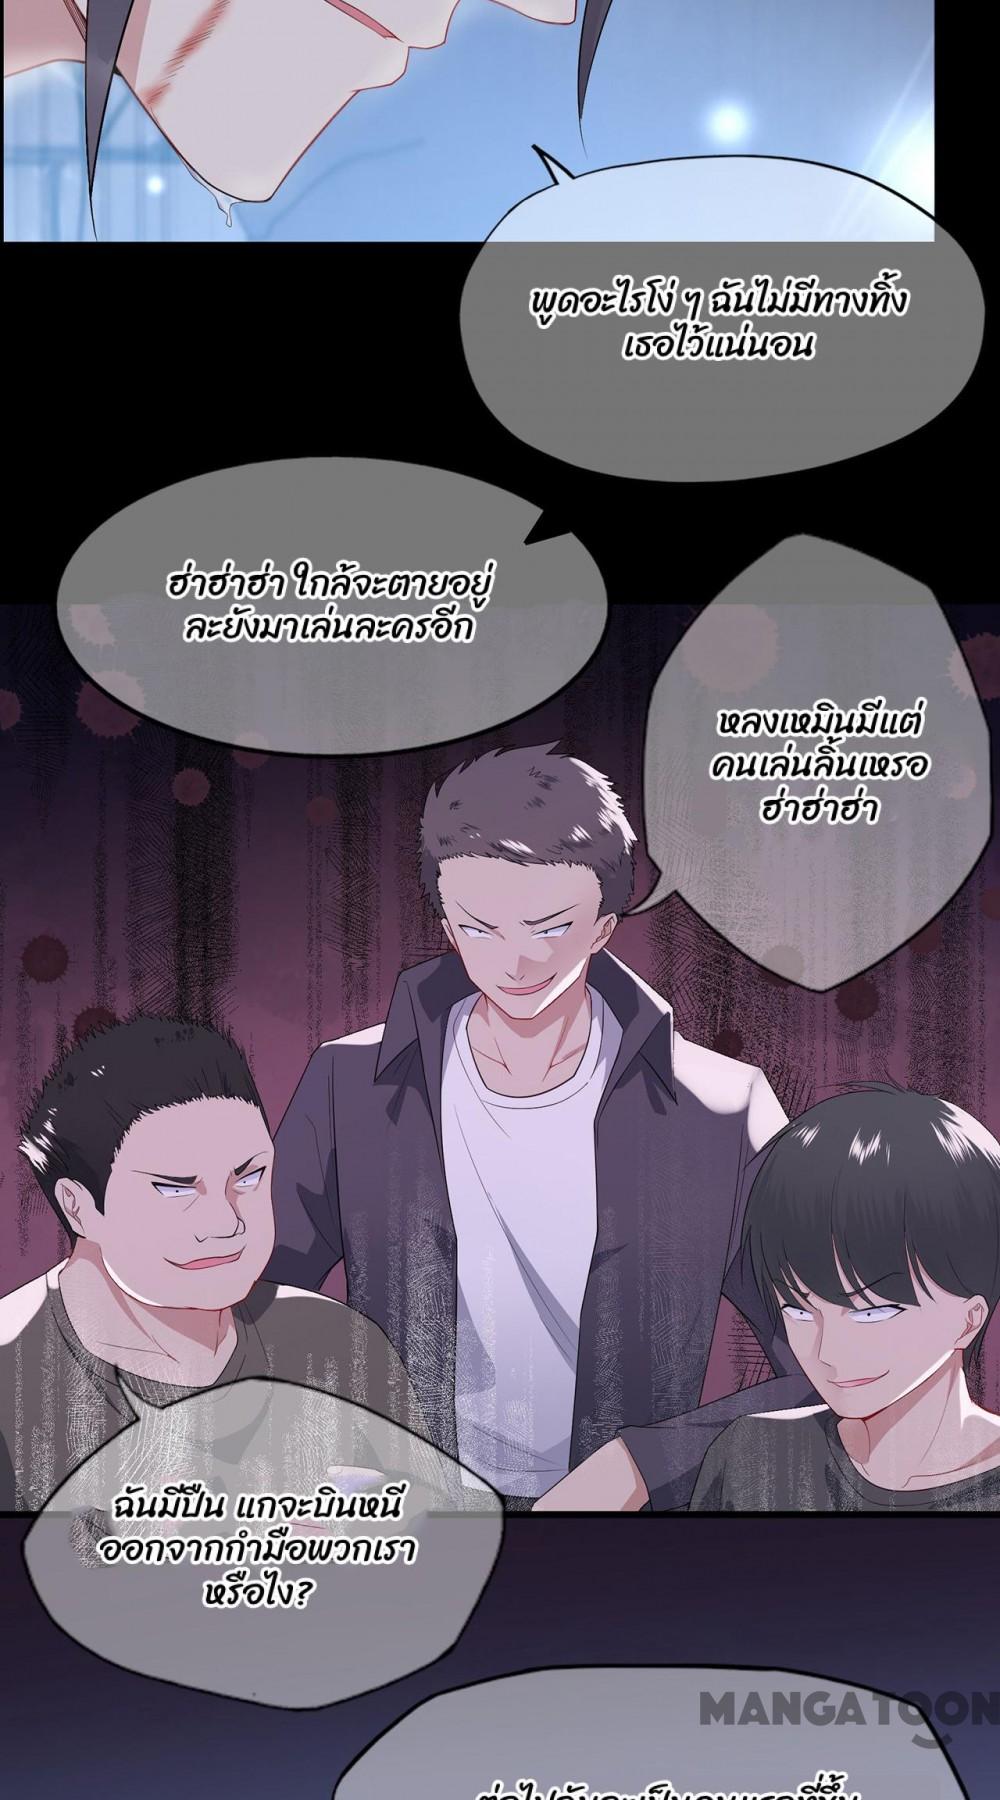 พูดอะไรโง่ ๆ ฉันไม่มีทางทิ้ง
เธอไว้แน่นอน
ฮ่าฮ่าฮ่า ใกล้จะตายอยู่
ละยังมาเล่นละครอีก
หลงเหมินมีแต่
คนเล่นลิ้นเหรอ
ฮ่าฮ่าฮ่า
ฉันมีปืน แกจะบินหนี
ออกจากกำมือพวกเรา
หรือไง?
MANGATOON